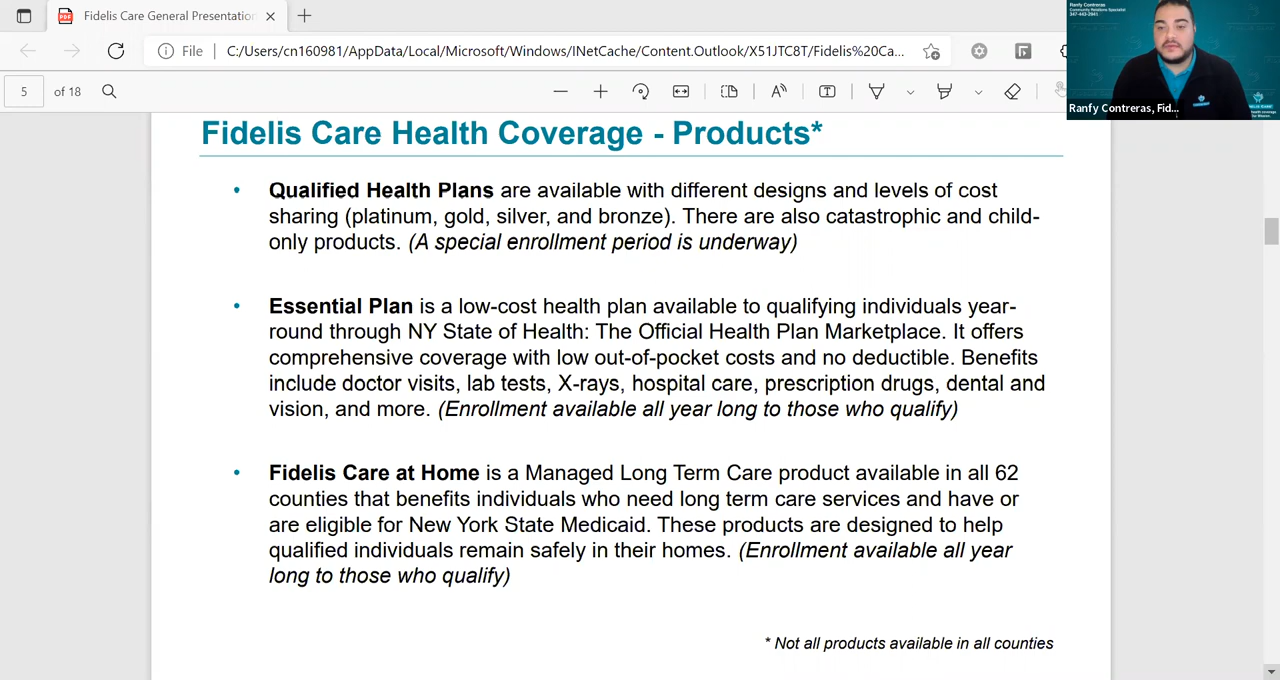 Fidelis Care General Presentation
File
C:/Users/cn160981/AppData/Local/Microsoft/Windows/INetCache/Content.Outlook/X51JTC8T/Fidelis%20Ca...
5 of 18
Ranfy Contreras
Community Relations Specialist
347-443-2941
Ranfy Contreras, Fid...
Fidelis Care Health Coverage - Products*
• Qualified Health Plans are available with different designs and levels of cost
sharing (platinum, gold, silver, and bronze). There are also catastrophic and child-
only products. (A special enrollment period is underway)
• Essential Plan is a low-cost health plan available to qualifying individuals year-
round through NY State of Health: The Official Health Plan Marketplace. It offers
comprehensive coverage with low out-of-pocket costs and no deductible. Benefits
include doctor visits, lab tests, X-rays, hospital care, prescription drugs, dental and
vision, and more. (Enrollment available all year long to those who qualify)
• Fidelis Care at Home is a Managed Long Term Care product available in all 62
counties that benefits individuals who need long term care services and have or
are eligible for New York State Medicaid. These products are designed to help
qualified individuals remain safely in their homes. (Enrollment available all year
long to those who qualify)
* Not all products available in all counties